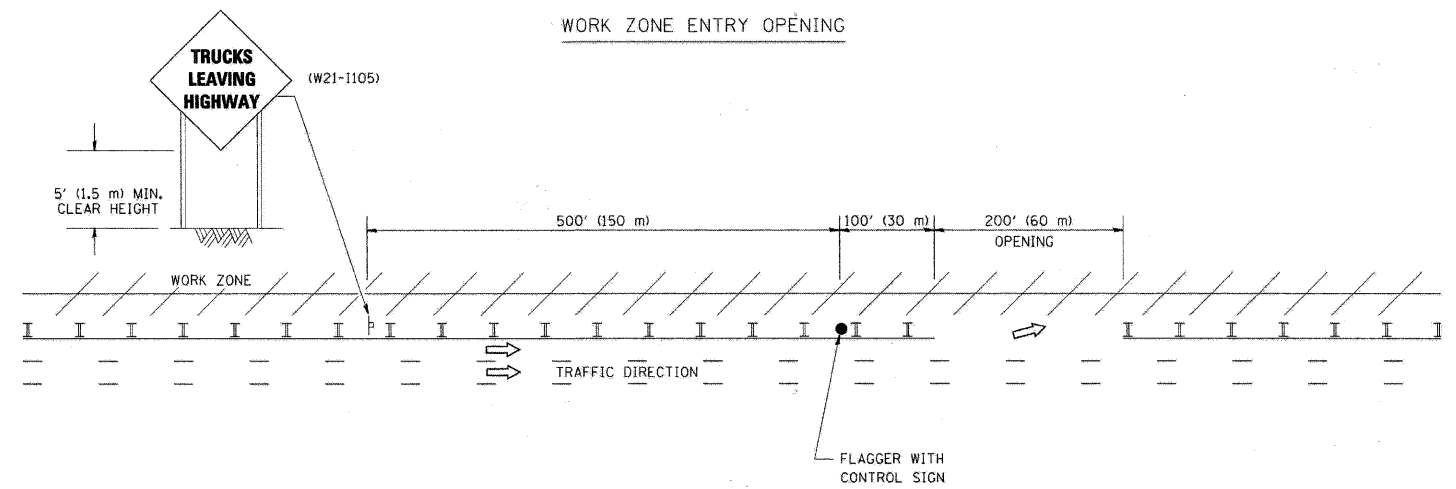 WORK ZONE ENTRY OPENING
TRUCKS
LEAVING
HIGHWAY
(W21-I105)
5' (1.5 m) MIN.
CLEAR HEIGHT
500' (150 m)
100' (30 m)
200' (60 m)
OPENING
WORK ZONE
TRAFFIC DIRECTION
FLAGGER WITH
CONTROL SIGN